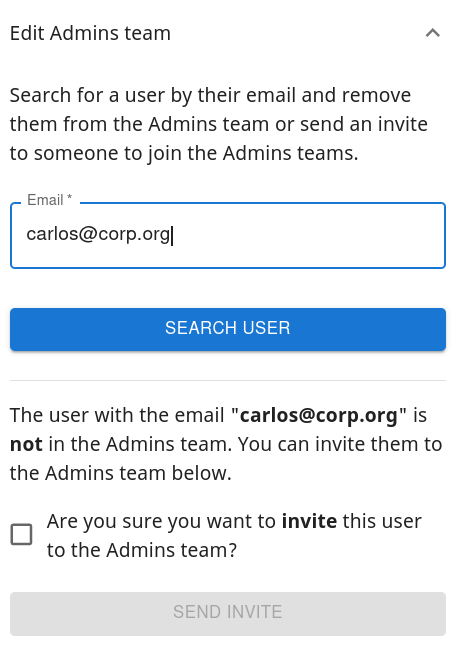 Edit Admins team
Search for a user by their email and remove
them from the Admins team or send an invite
to someone to join the Admins teams.
Email *
carlos@corp.org
SEARCH USER
The user with the email "carlos@corp.org" is
not in the Admins team. You can invite them to
the Admins team below.
Are you sure you want to invite this user
to the Admins team?
SEND INVITE